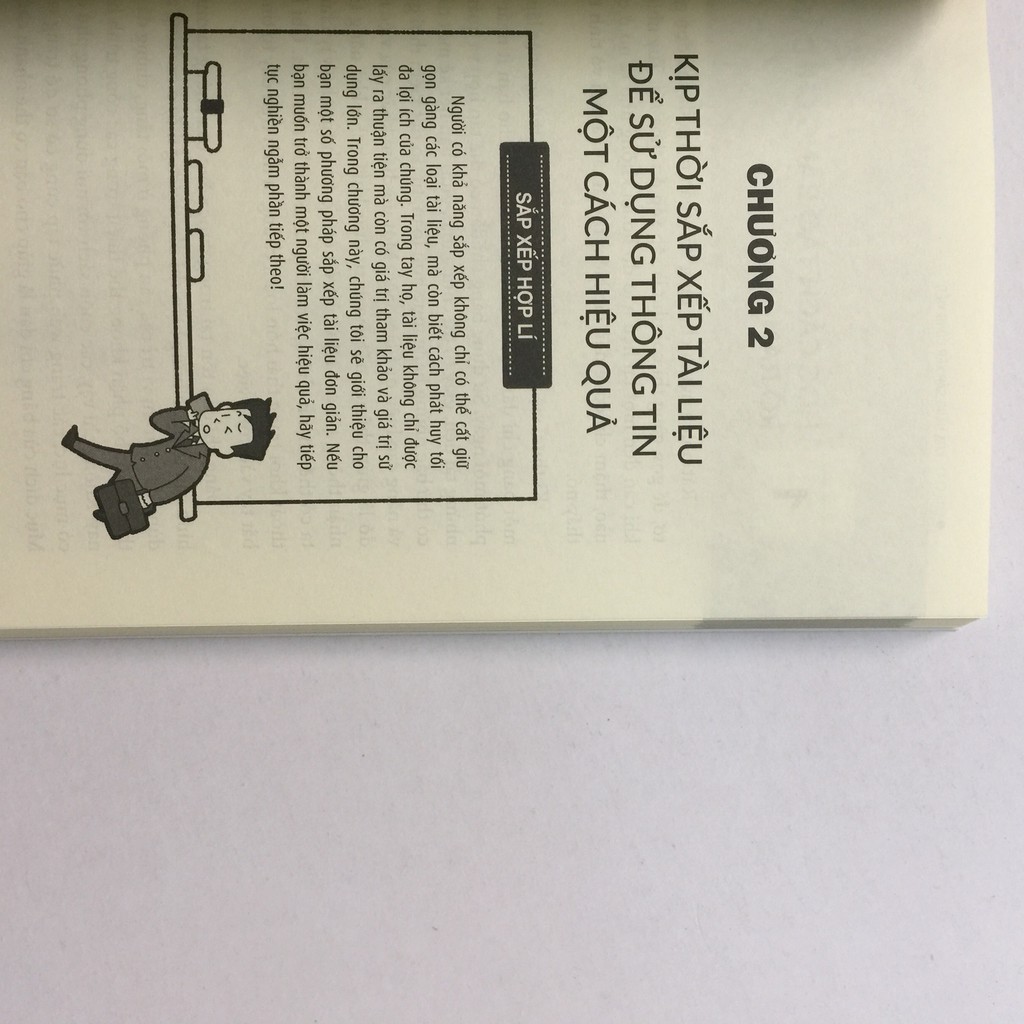 CHƯƠNG 2
KỊP THỜI SẮP XẾP TÀI LIỆU
ĐỂ SỬ DỤNG THÔNG TIN
MỘT CÁCH HIỆU QUẢ
SẮP XẾP HỢP LÍ
Người có khả năng sắp xếp không chỉ có thể cất giữ
gọn gàng các loại tài liệu, mà còn biết cách phát huy tối
đa lợi ích của chúng. Trong tay họ, tài liệu không chỉ được
lấy ra thuận tiện mà còn có giá trị tham khảo và giá trị sử
dụng lớn. Trong chương này, chúng tôi sẽ giới thiệu cho
bạn một số phương pháp sắp xếp tài liệu đơn giản. Nếu
bạn muốn trở thành một người làm việc hiệu quả, hãy tiếp
tục nghiền ngẫm phần tiếp theo!